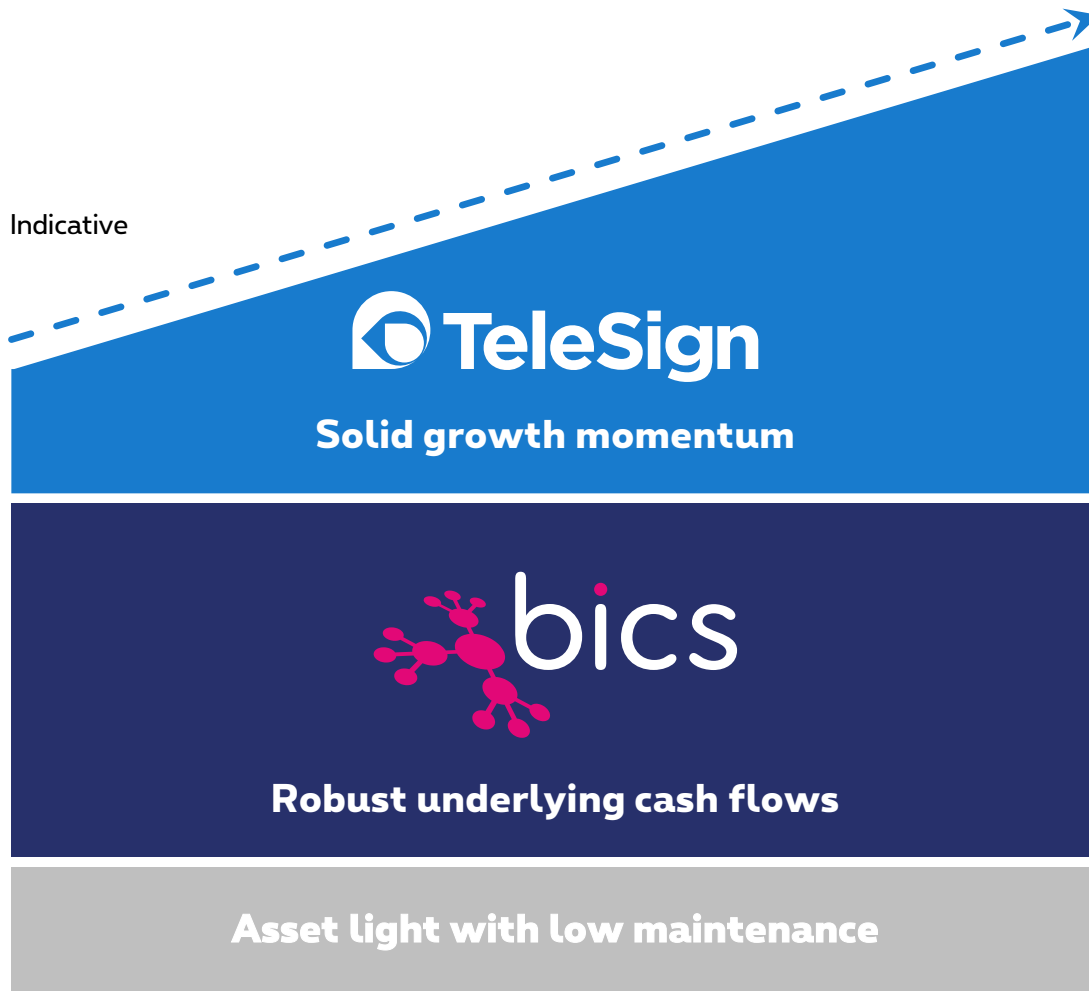 Indicative
TeleSign
Solid growth momentum
bics
Robust underlying cash flows
Asset light with low maintenance